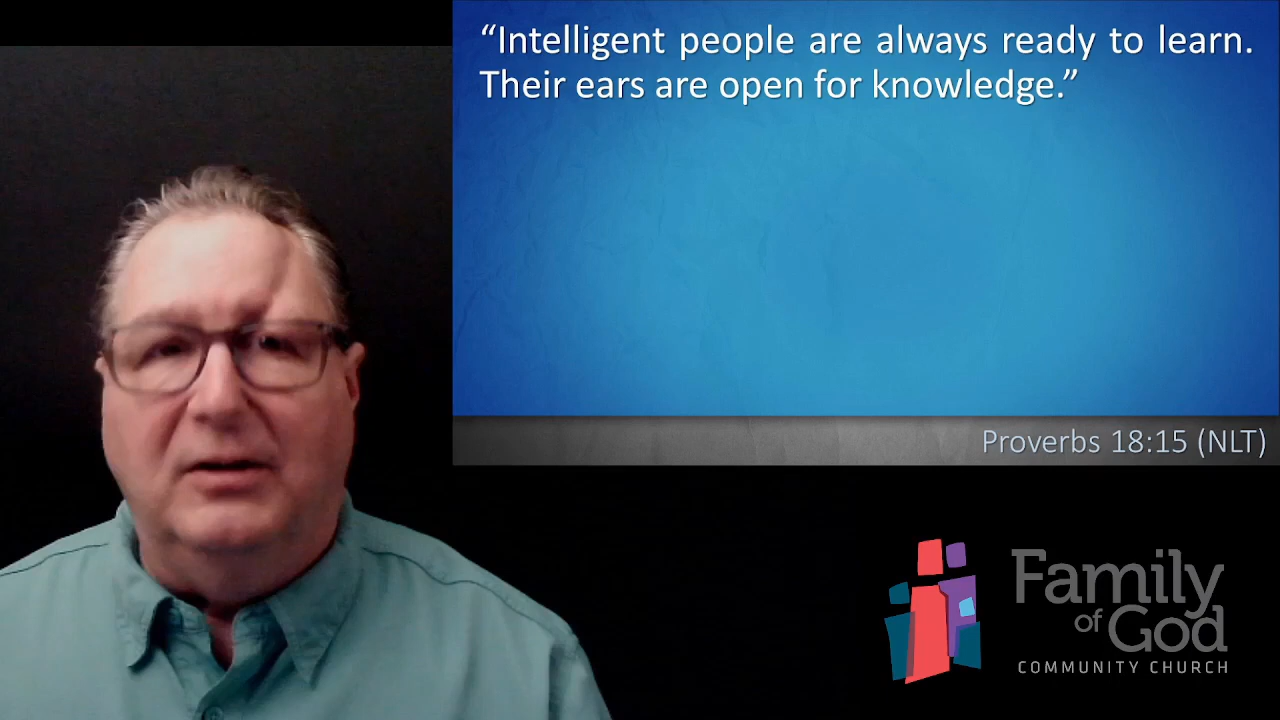 “Intelligent people are always ready to learn.
Their ears are open for knowledge.”
Proverbs 18:15 (NLT)
Family
of
God
COMMUNITY CHURCH